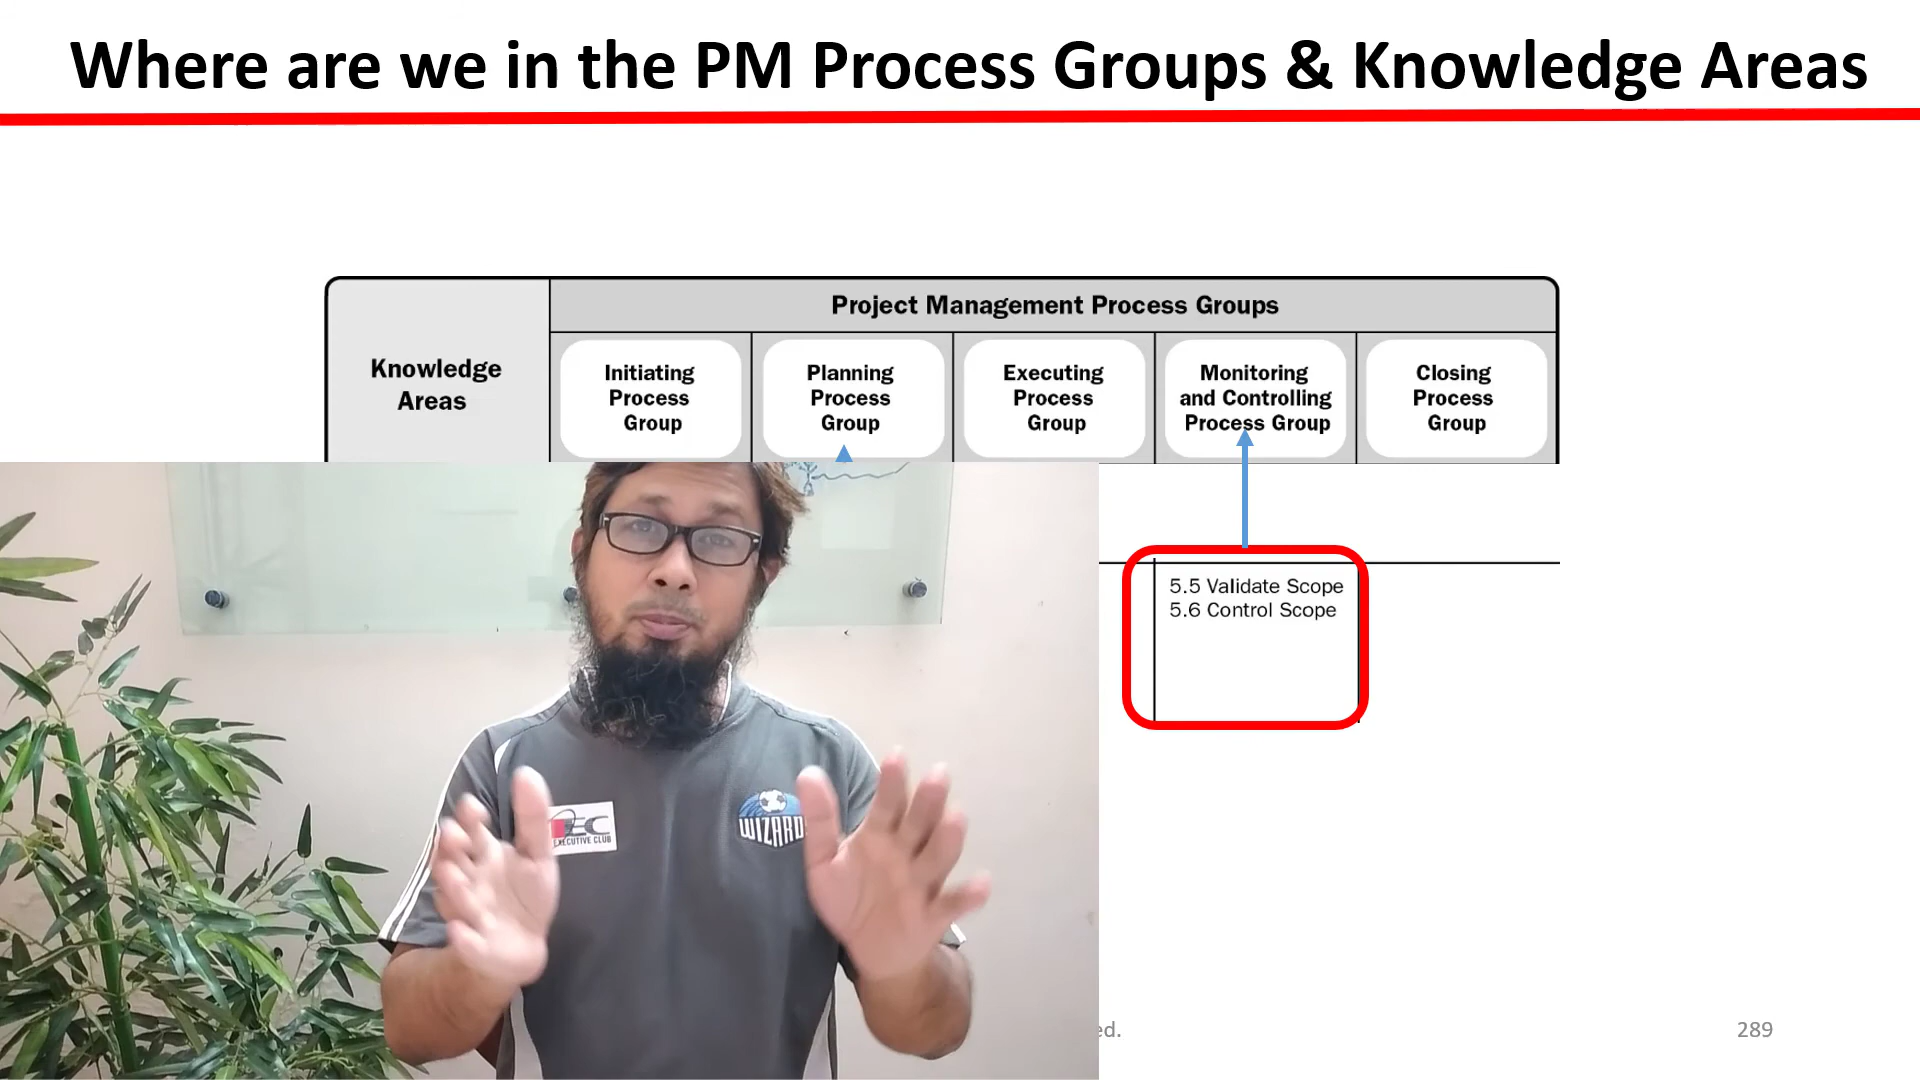 Where are we in the PM Process Groups & Knowledge Areas
Knowledge
Areas
Project Management Process Groups
Initiating
Process
Group
Planning
Process
Group
Executing
Process
Group
Monitoring
and Controlling
Process Group
Closing
Process
Group
5.5 Validate Scope
5.6 Control Scope
EC
EXECUTIVE CLUB
WIZARD
ed.
289